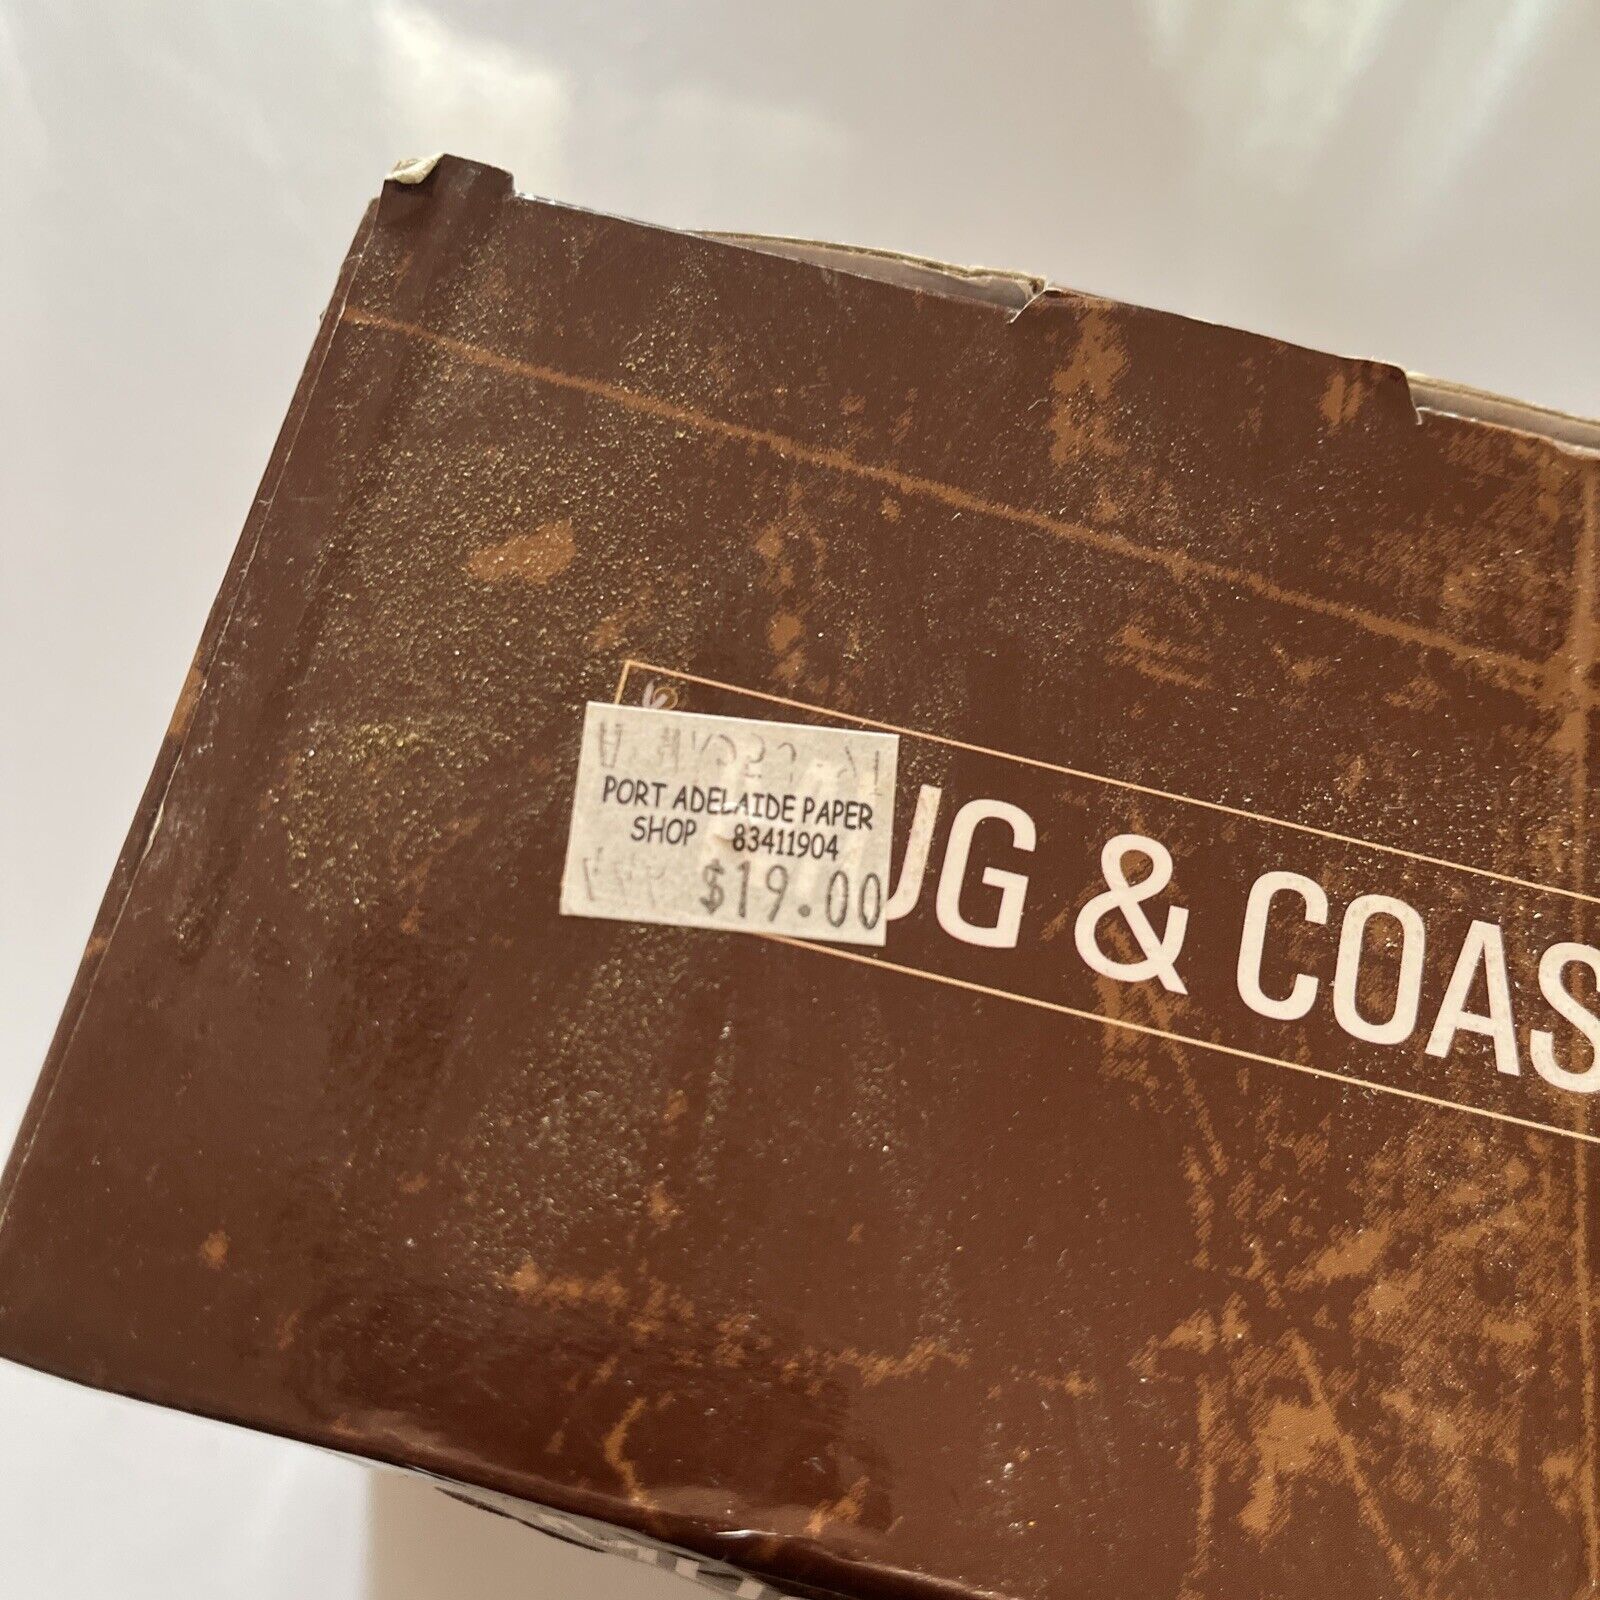 PORT ADELAIDE PAPER
SHOP 83411904
$19.00
UG & COAS